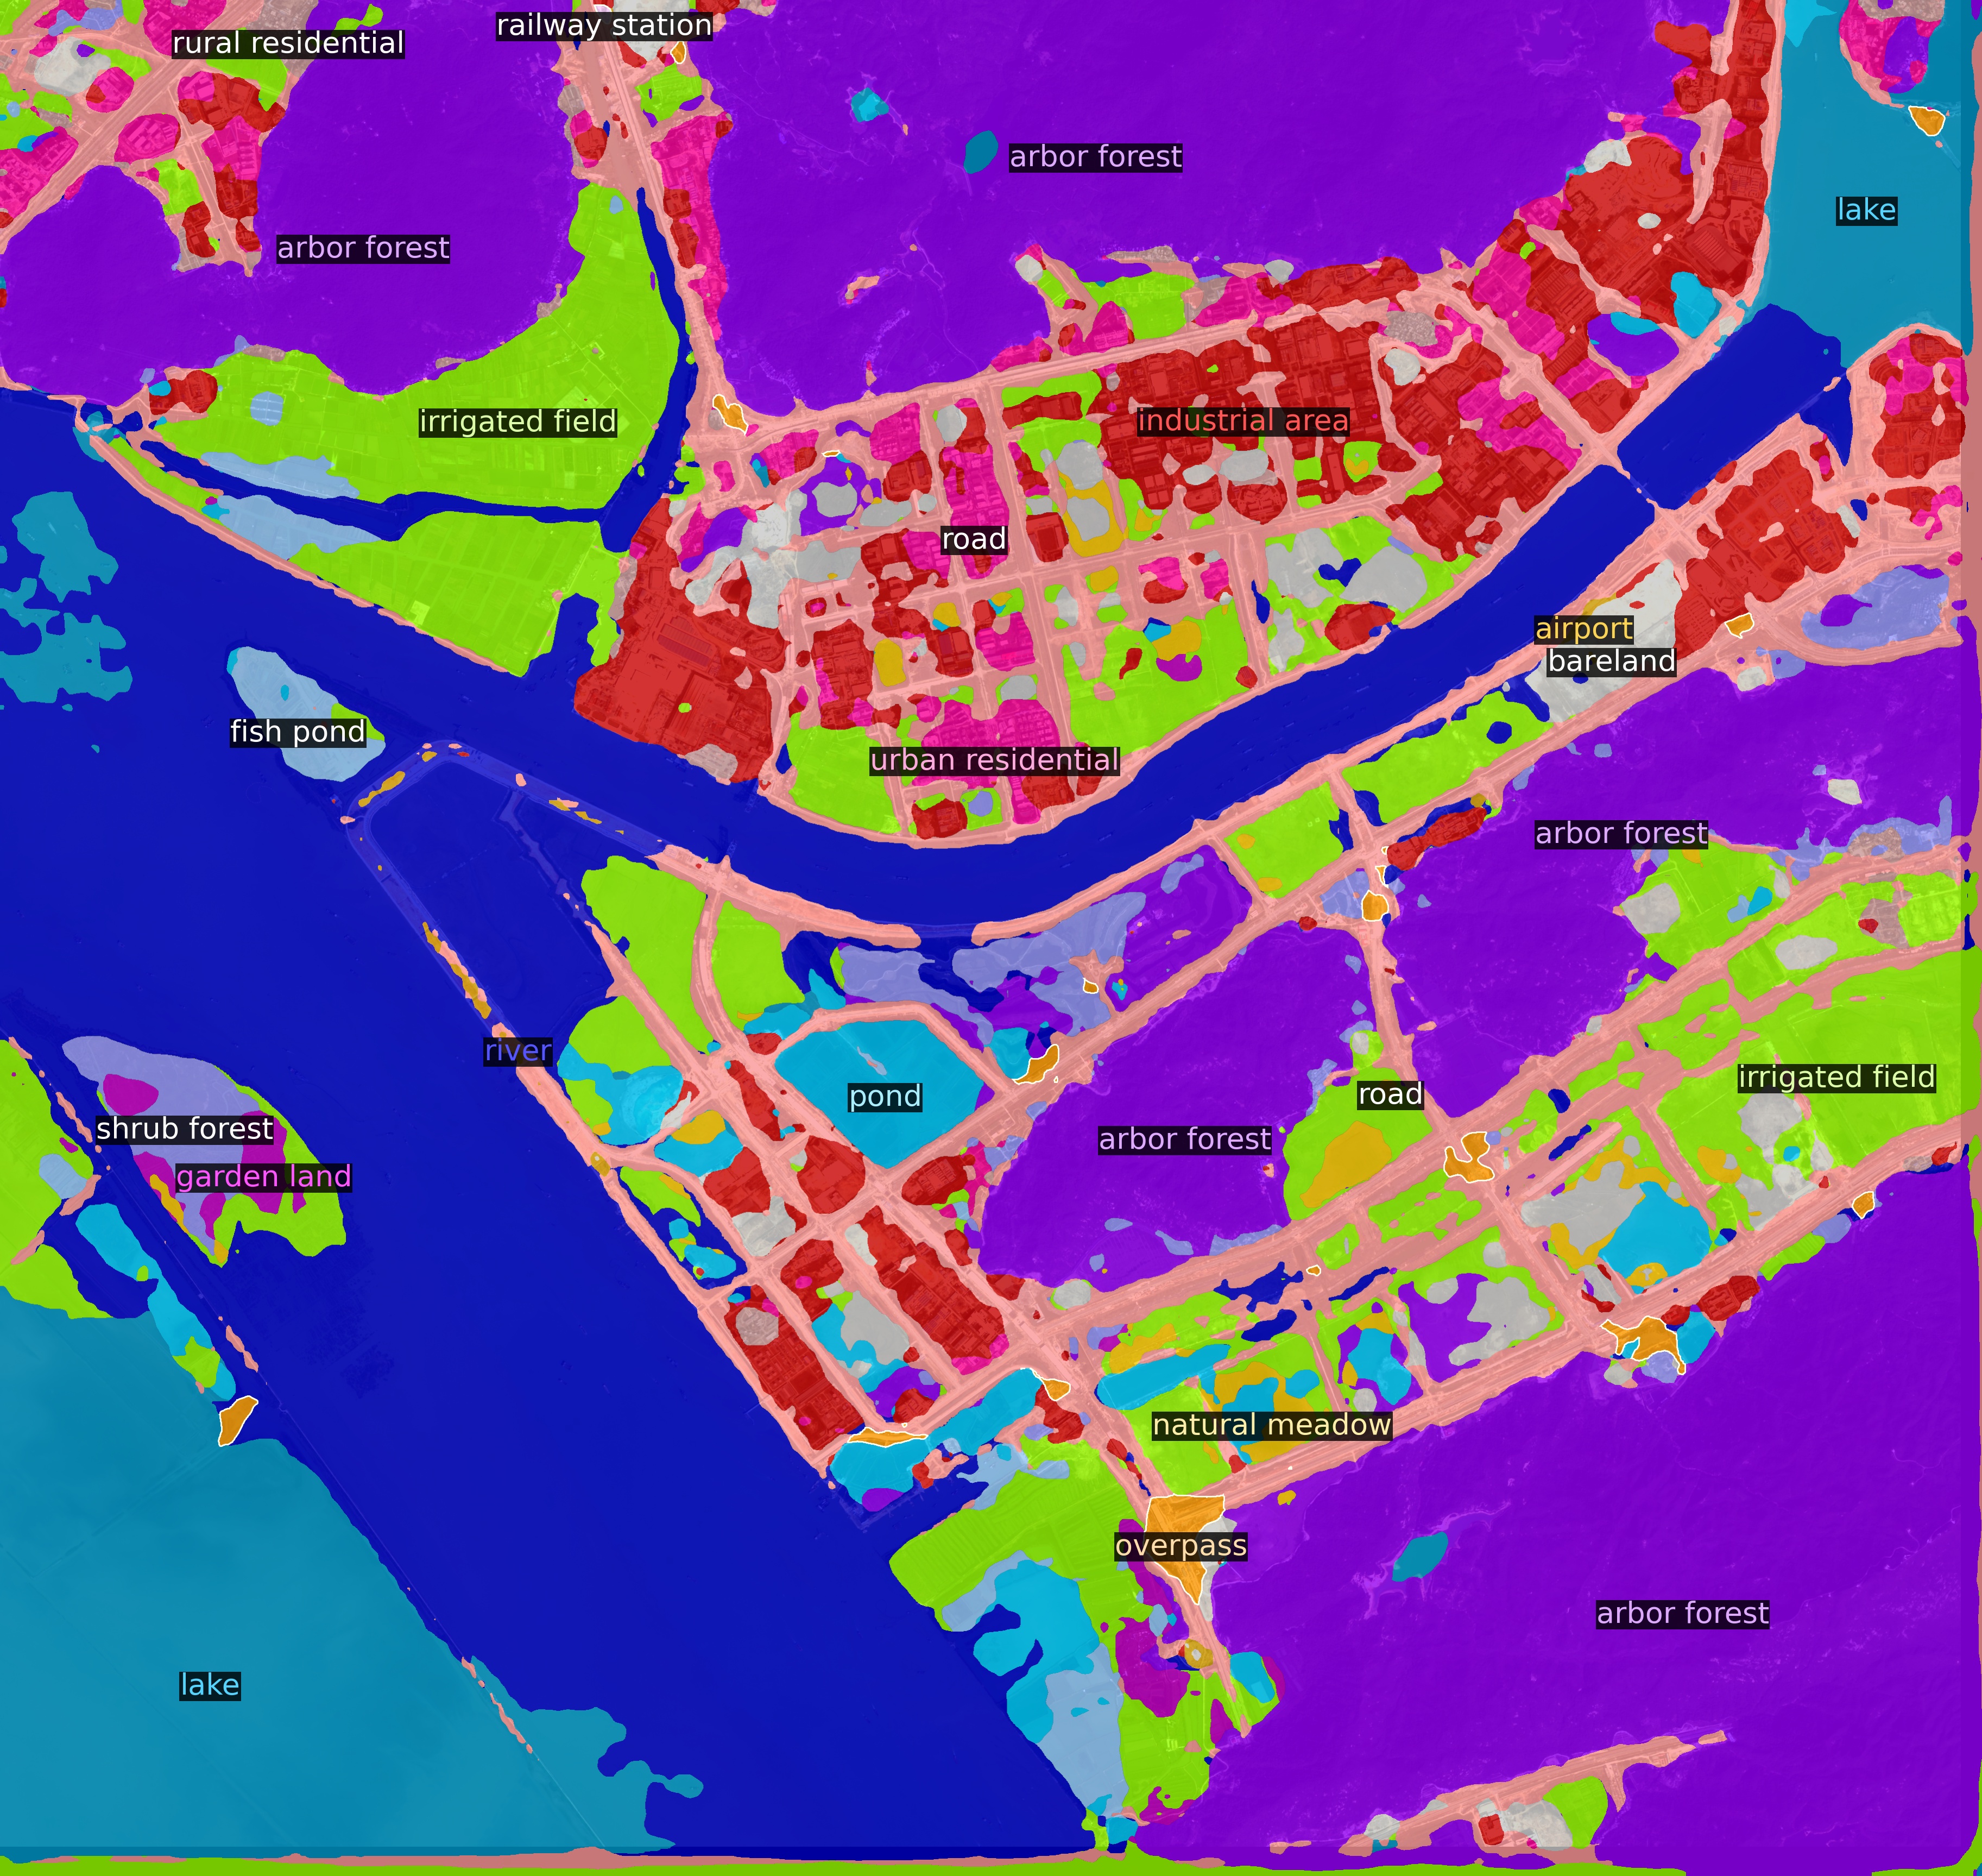 railway station
rural residential
arbor forest
lake
arbor forest
irrigated field
industrial area
road
airport
bareland
fish pond
urban residential
arbor forest
river
irrigated field
pond
road
shrub forest
arbor forest
garden land
natural meadow
overpass
arbor forest
lake